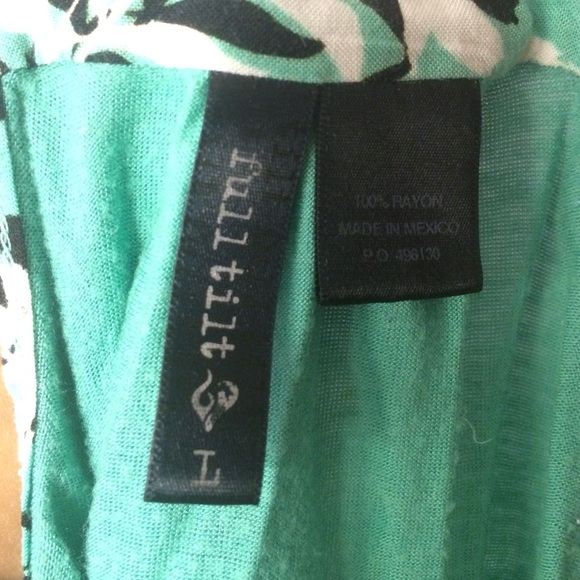 full tilt
L
100% RAYON
MADE IN MEXICO
P.O. 496130